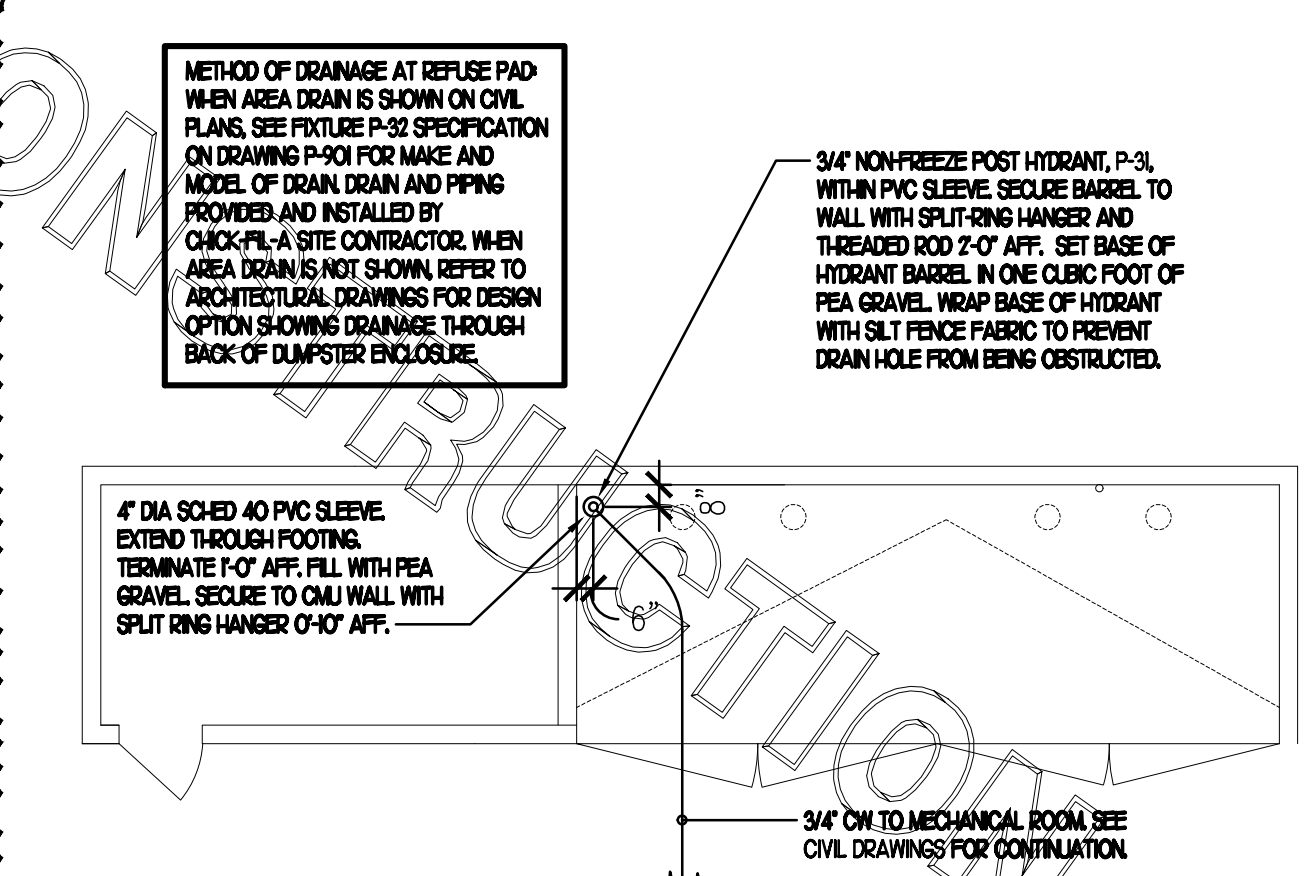 METHOD OF DRAINAGE AT REFUSE PAD:
WHEN AREA DRAIN IS SHOWN ON CIVIL
PLANS, SEE FIXTURE P-32 SPECIFICATION
ON DRAWING P-901 FOR MAKE AND
MODEL OF DRAIN. DRAIN AND PIPING
PROVIDED AND INSTALLED BY
CHICK-FIL-A SITE CONTRACTOR. WHEN
AREA DRAIN IS NOT SHOWN, REFER TO
ARCHITECTURAL DRAWINGS FOR DESIGN
OPTION SHOWING DRAINAGE THROUGH
BACK OF DUMPSTER ENCLOSURE.
3/4" NON-FREEZE POST HYDRANT, P-31,
WITHIN PVC SLEEVE. SECURE BARREL TO
WALL WITH SPLIT-RING HANGER AND
THREADED ROD 2'-0" AFF. SET BASE OF
HYDRANT BARREL IN ONE CUBIC FOOT OF
PEA GRAVEL. WRAP BASE OF HYDRANT
WITH SILT FENCE FABRIC TO PREVENT
DRAIN HOLE FROM BEING OBSTRUCTED.
4" DIA SCHED 40 PVC SLEEVE.
EXTEND THROUGH FOOTING.
TERMINATE 1'-0" AFF. FILL WITH PEA
GRAVEL. SECURE TO CMU WALL WITH
SPLIT RING HANGER 0'-10" AFF.
8"
6"
3/4" CW TO MECHANICAL ROOM. SEE
CIVIL DRAWINGS FOR CONTINUATION.
ONSTRUCTION